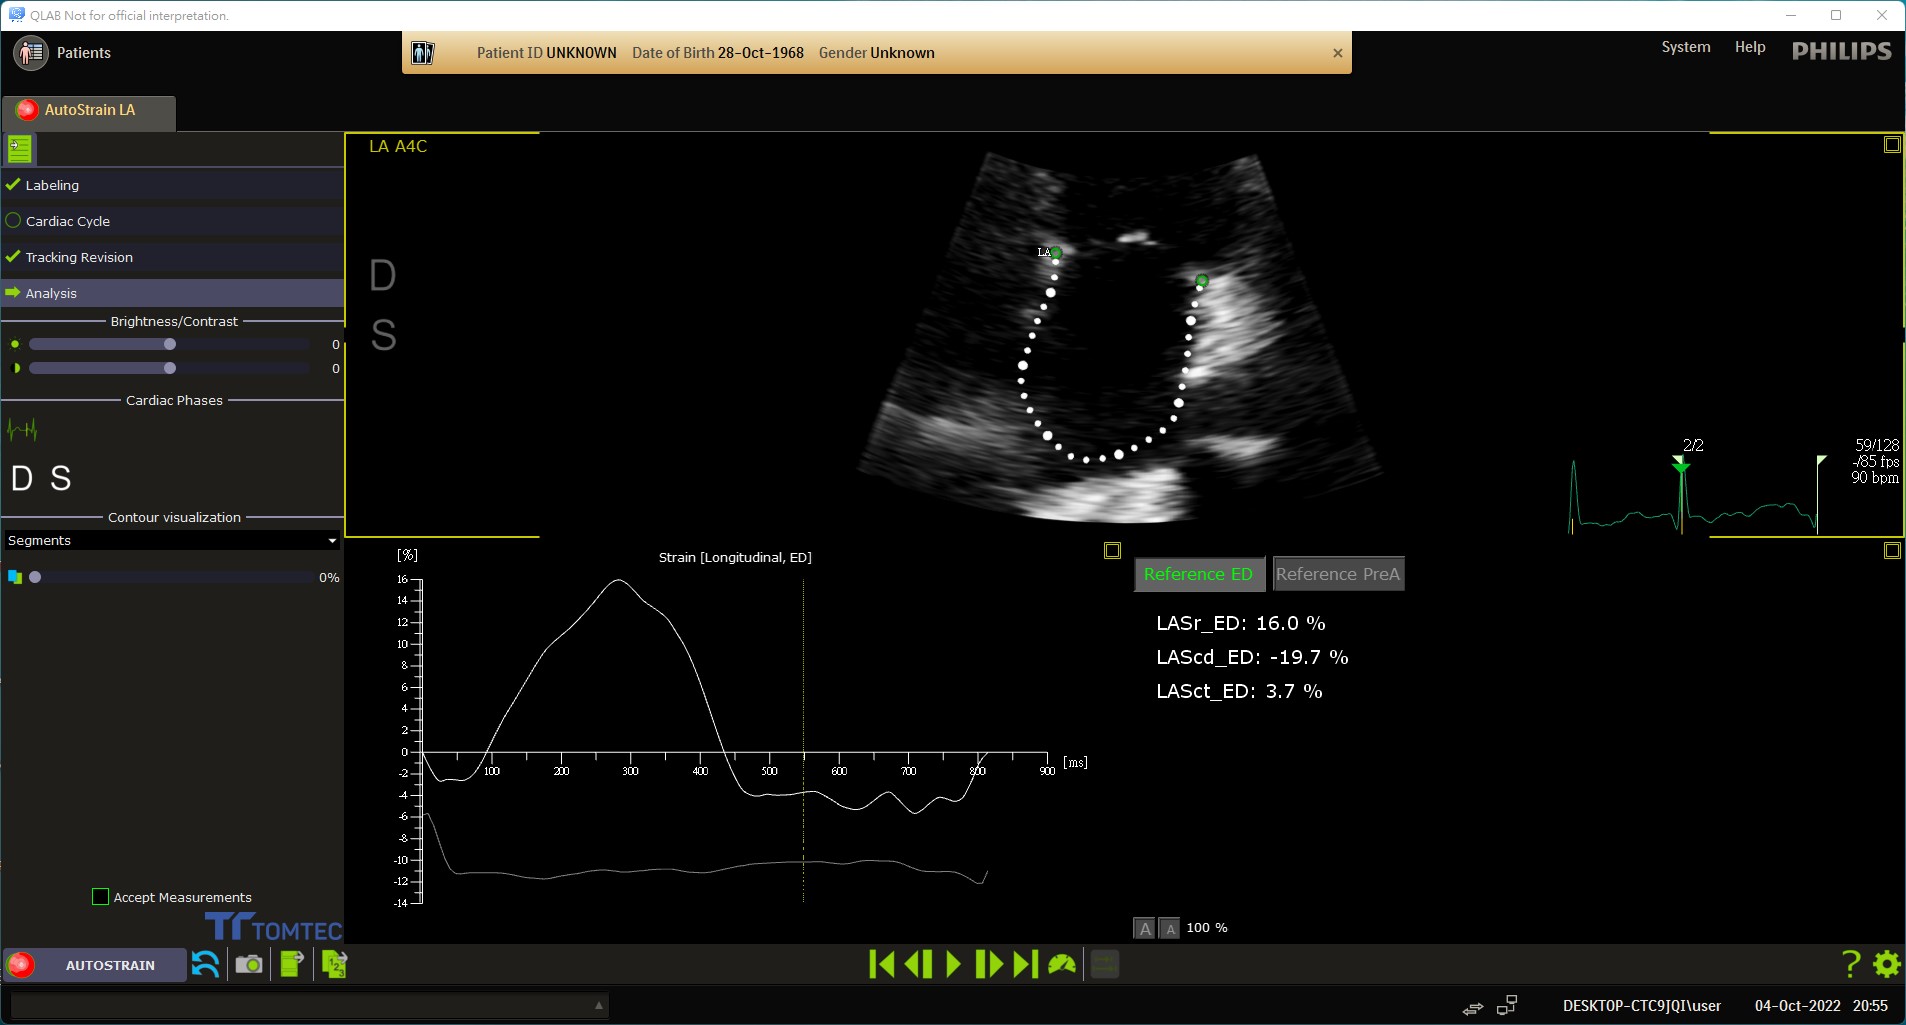 QLAB Not for official interpretation.
Patients
Patient ID UNKNOWN Date of Birth 28-Oct-1968 Gender Unknown
System Help PHILIPS
AutoStrain LA
Labeling
Cardiac Cycle
Tracking Revision
Analysis
Brightness/Contrast
0
0
Cardiac Phases
D S
Contour visualization
Segments
0%
Accept Measurements
TOMTEC
LA A4C
D
S
LA
2/2
59/128
-/85 fps
90 bpm
[%]
Strain [Longitudinal, ED]
16
14
12
10
8
6
4
2
0
-2
-4
-6
-8
-10
-12
-14
100 200 300 400 500 600 700 800 900 [ms]
Reference ED Reference PreA
LASr_ED: 16.0 %
LAScd_ED: -19.7 %
LASct_ED: 3.7 %
A A 100 %
AUTOSTRAIN
1 2 3
?
DESKTOP-CTC9JQI\user 04-Oct-2022 20:55